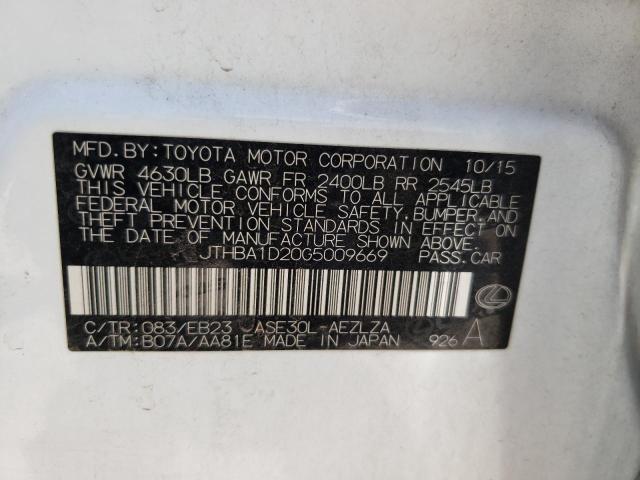 MFD. BY: TOYOTA MOTOR CORPORATION 10/15
GVWR 4630LB GAWR FR 2400LB RR 2545LB
THIS VEHICLE CONFORMS TO ALL APPLICABLE
FEDERAL MOTOR VEHICLE SAFETY, BUMPER, AND
THEFT PREVENTION STANDARDS IN EFFECT ON
THE DATE OF MANUFACTURE SHOWN ABOVE.
JTHBA1D20G5009669 PASS.CAR
C/TR: 083/EB23 ASE30L-AEZLZA
A/TM: B07A/AA81E MADE IN JAPAN 926 A